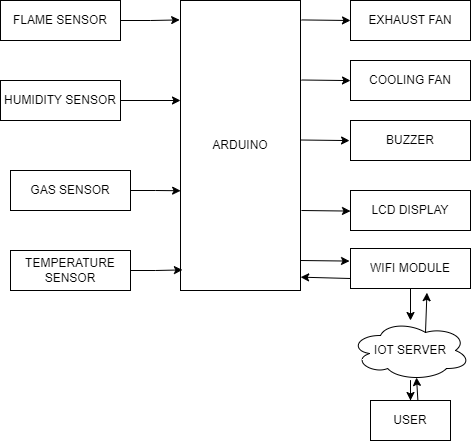 FLAME SENSOR
EXHAUST FAN
COOLING FAN
HUMIDITY SENSOR
ARDUINO
BUZZER
GAS SENSOR
LCD DISPLAY
TEMPERATURE
SENSOR
WIFI MODULE
IOT SERVER
USER